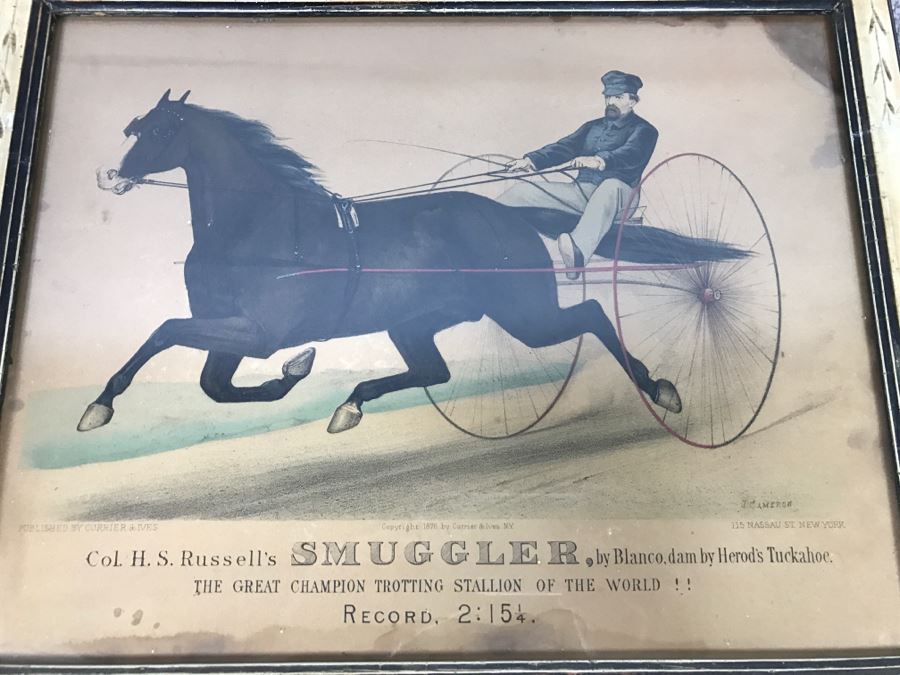 J. CAMERON
PUBLISHED BY CURRIER & IVES
Copyright 1876 by Currier & Ives N.Y.
115 NASSAU ST. NEW YORK
Col. H. S. Russell's SMUGGLER, by Blanco, dam by Herod's Tuckahoe.
THE GREAT CHAMPION TROTTING STALLION OF THE WORLD !!
RECORD, 2:15¼.